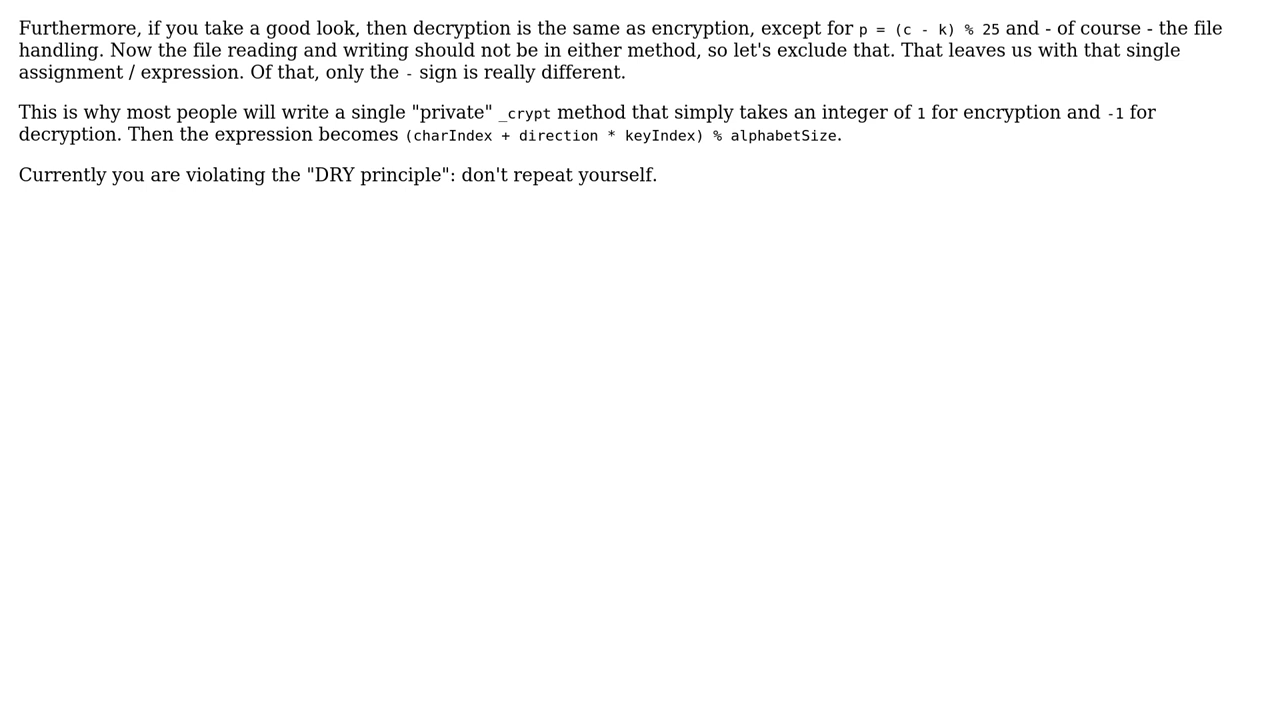 Furthermore, if you take a good look, then decryption is the same as encryption, except for p = (c - k) % 25 and - of course - the file
handling. Now the file reading and writing should not be in either method, so let's exclude that. That leaves us with that single
assignment / expression. Of that, only the - sign is really different.
This is why most people will write a single "private" _crypt method that simply takes an integer of 1 for encryption and -1 for
decryption. Then the expression becomes (charIndex + direction * keyIndex) % alphabetSize.
Currently you are violating the "DRY principle": don't repeat yourself.